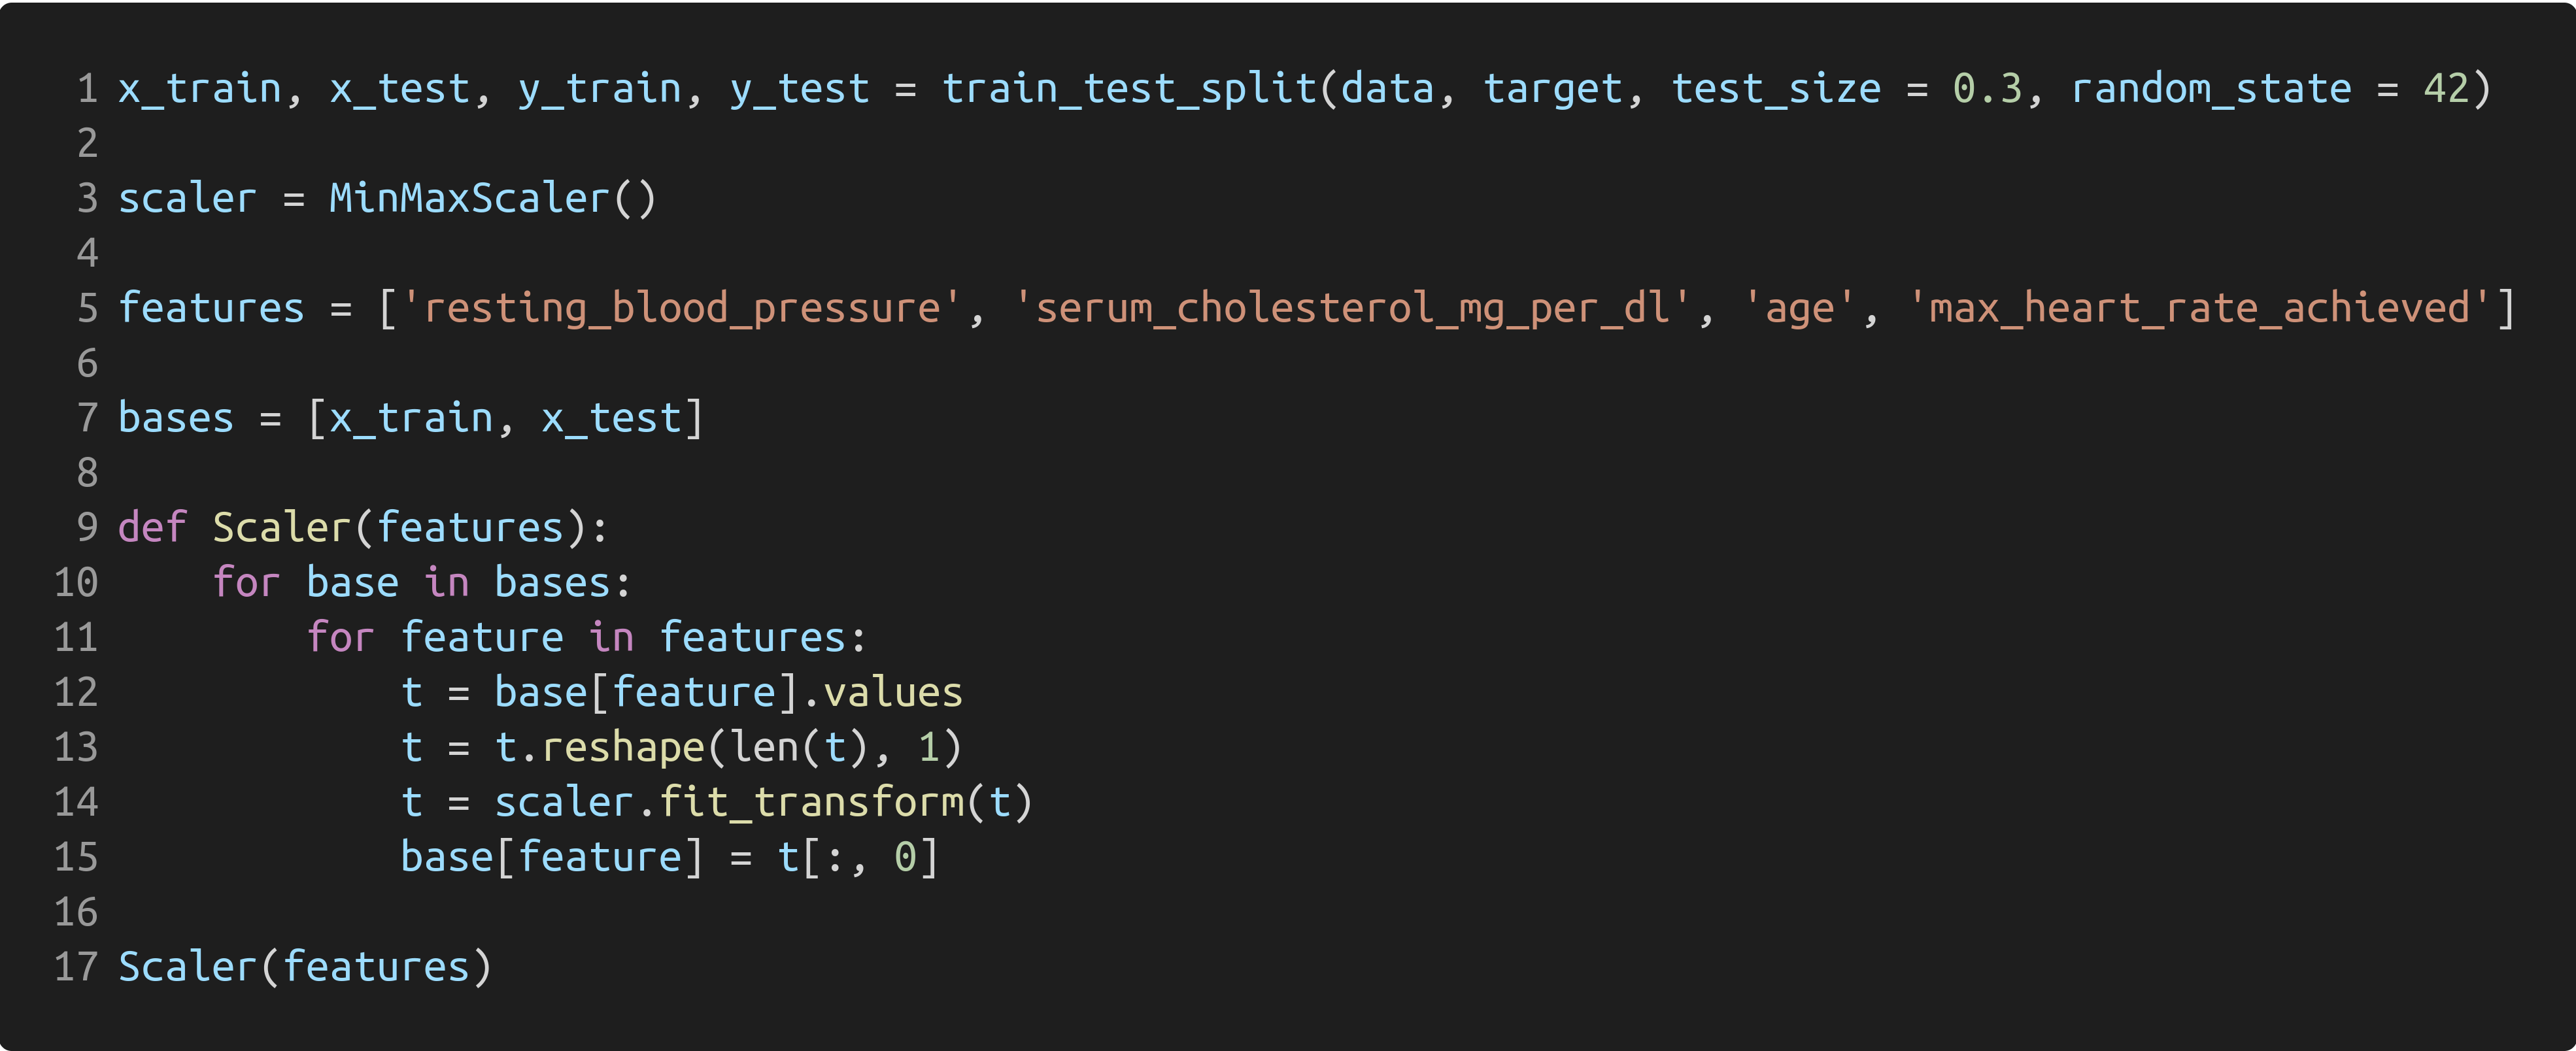 1 x_train, x_test, y_train, y_test = train_test_split(data, target, test_size = 0.3, random_state = 42)
2
3 scaler = MinMaxScaler()
4
5 features = ['resting_blood_pressure', 'serum_cholesterol_mg_per_dl', 'age', 'max_heart_rate_achieved']
6
7 bases = [x_train, x_test]
8
9 def Scaler(features):
10     for base in bases:
11         for feature in features:
12             t = base[feature].values
13             t = t.reshape(len(t), 1)
14             t = scaler.fit_transform(t)
15             base[feature] = t[:, 0]
16
17 Scaler(features)